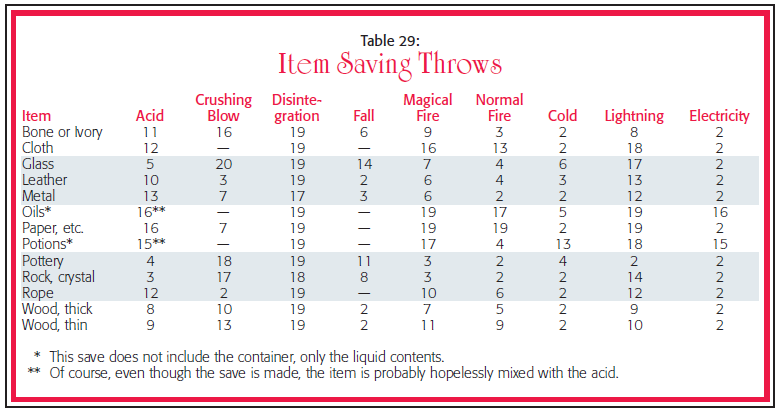 Table 29:
Item Saving Throws
Crushing Disinte- Magical Normal
Item Acid Blow gration Fall Fire Fire Cold Lightning Electricity
Bone or Ivory 11 16 19 6 9 3 2 8 2
Cloth 12 — 19 — 16 13 2 18 2
Glass 5 20 19 14 7 4 6 17 2
Leather 10 3 19 2 6 4 3 13 2
Metal 13 7 17 3 6 2 2 12 2
Oils* 16** — 19 — 19 17 5 19 16
Paper, etc. 16 7 19 — 19 19 2 19 2
Potions* 15** — 19 — 17 4 13 18 15
Pottery 4 18 19 11 3 2 4 2 2
Rock, crystal 3 17 18 8 3 2 2 14 2
Rope 12 2 19 — 10 6 2 12 2
Wood, thick 8 10 19 2 7 5 2 9 2
Wood, thin 9 13 19 2 11 9 2 10 2
* This save does not include the container, only the liquid contents.
** Of course, even though the save is made, the item is probably hopelessly mixed with the acid.